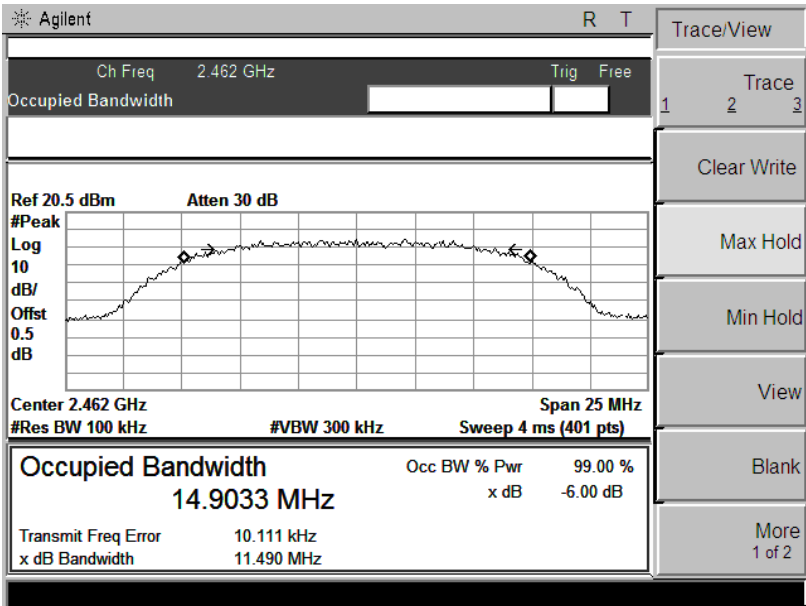 Agilent R T
Trace/View
Ch Freq 2.462 GHz Trig Free
Occupied Bandwidth
Trace
1 2 3
Clear Write
Max Hold
Min Hold
View
Blank
More
1 of 2
Ref 20.5 dBm Atten 30 dB
#Peak
Log
10
dB/
Offst
0.5
dB
Center 2.462 GHz Span 25 MHz
#Res BW 100 kHz #VBW 300 kHz Sweep 4 ms (401 pts)
Occupied Bandwidth Occ BW % Pwr 99.00 %
14.9033 MHz x dB -6.00 dB
Transmit Freq Error 10.111 kHz
x dB Bandwidth 11.490 MHz